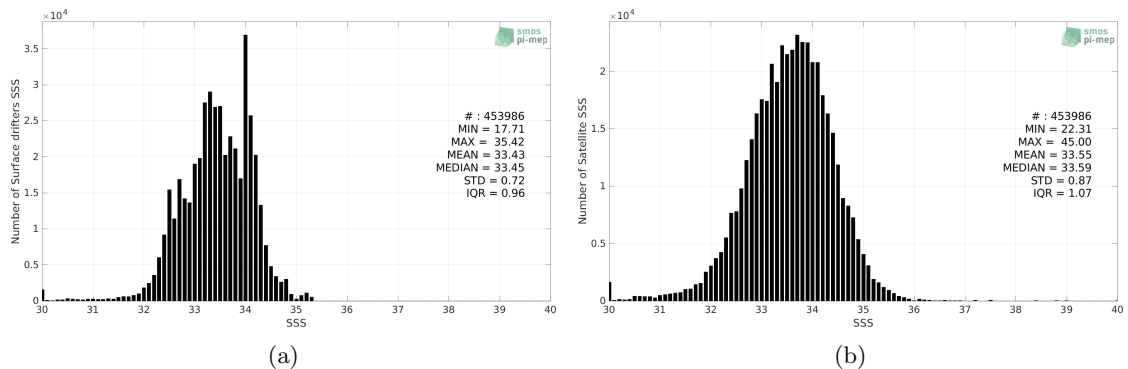 ×10⁴
smos
pi-mep
Number of Surface drifters SSS
3.5
3
2.5
2
1.5
1
0.5
0
# : 453986
MIN = 17.71
MAX = 35.42
MEAN = 33.43
MEDIAN = 33.45
STD = 0.72
IQR = 0.96
30 31 32 33 34 35 36 37 38 39 40
SSS
(a)
×10⁴
smos
pi-mep
Number of Satellite SSS
2
1.5
1
0.5
0
# : 453986
MIN = 22.31
MAX = 45.00
MEAN = 33.55
MEDIAN = 33.59
STD = 0.87
IQR = 1.07
30 31 32 33 34 35 36 37 38 39 40
SSS
(b)